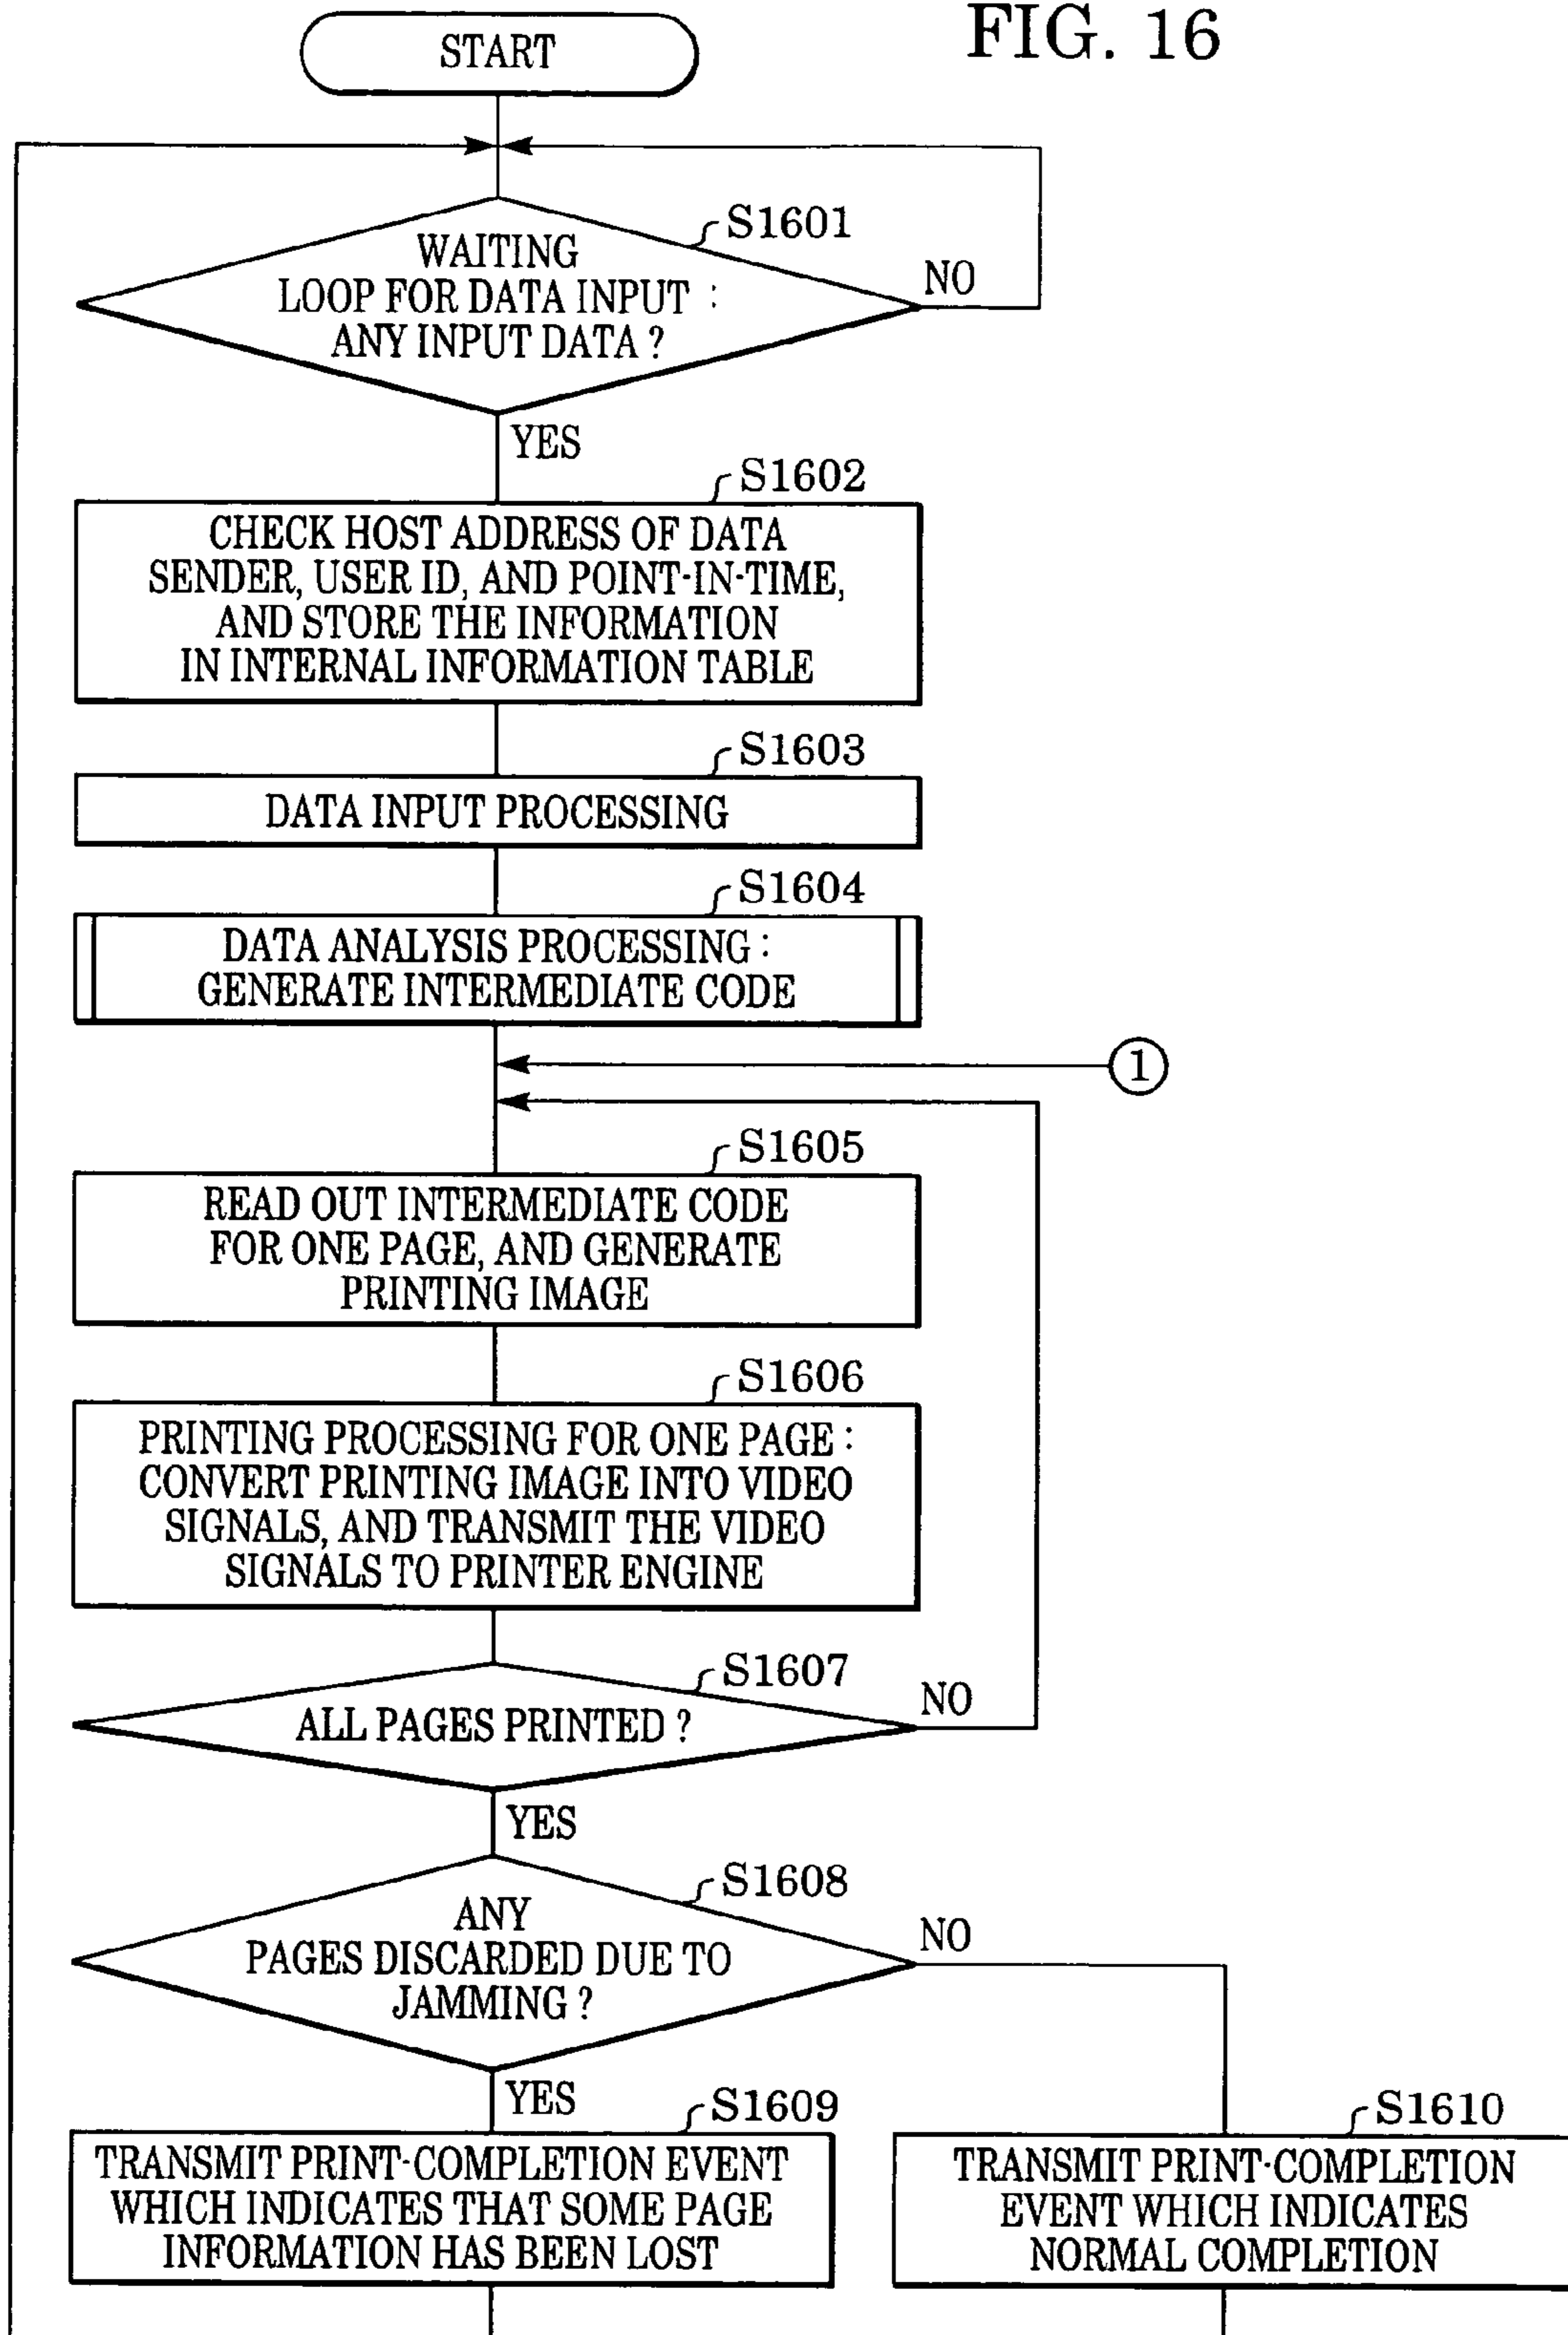 FIG. 16
START
S1601
WAITING
LOOP FOR DATA INPUT :
ANY INPUT DATA ?
NO
YES
S1602
CHECK HOST ADDRESS OF DATA
SENDER, USER ID, AND POINT-IN-TIME,
AND STORE THE INFORMATION
IN INTERNAL INFORMATION TABLE
S1603
DATA INPUT PROCESSING
S1604
DATA ANALYSIS PROCESSING :
GENERATE INTERMEDIATE CODE
1
S1605
READ OUT INTERMEDIATE CODE
FOR ONE PAGE, AND GENERATE
PRINTING IMAGE
S1606
PRINTING PROCESSING FOR ONE PAGE :
CONVERT PRINTING IMAGE INTO VIDEO
SIGNALS, AND TRANSMIT THE VIDEO
SIGNALS TO PRINTER ENGINE
S1607
ALL PAGES PRINTED ?
NO
YES
S1608
ANY
PAGES DISCARDED DUE TO
JAMMING ?
NO
YES
S1609
TRANSMIT PRINT-COMPLETION EVENT
WHICH INDICATES THAT SOME PAGE
INFORMATION HAS BEEN LOST
S1610
TRANSMIT PRINT-COMPLETION
EVENT WHICH INDICATES
NORMAL COMPLETION